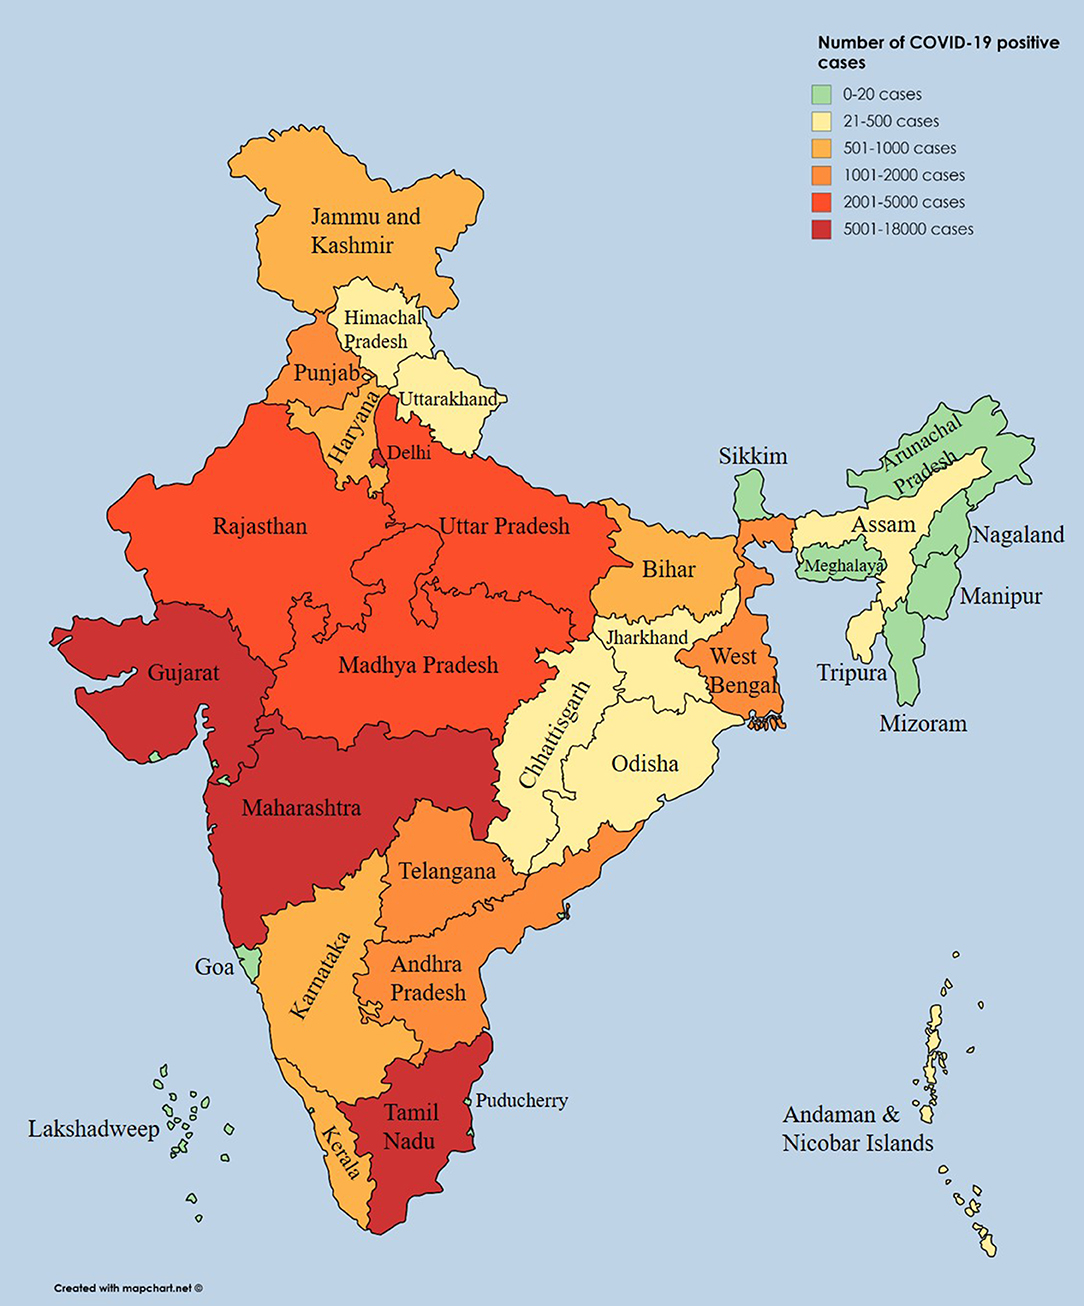 Number of COVID-19 positive
cases
0-20 cases
21-500 cases
501-1000 cases
1001-2000 cases
2001-5000 cases
5001-18000 cases
Jammu and
Kashmir
Himachal
Pradesh
Punjab
Uttarakhand
Haryana
Delhi
Rajasthan
Uttar Pradesh
Sikkim
Arunachal
Pradesh
Assam
Nagaland
Meghalaya
Manipur
Bihar
Tripura
Mizoram
Jharkhand
West
Bengal
Gujarat
Madhya Pradesh
Chhattisgarh
Odisha
Maharashtra
Telangana
Goa
Karnataka
Andhra
Pradesh
Puducherry
Tamil
Nadu
Kerala
Lakshadweep
Andaman &
Nicobar Islands
Created with mapchart.net ©